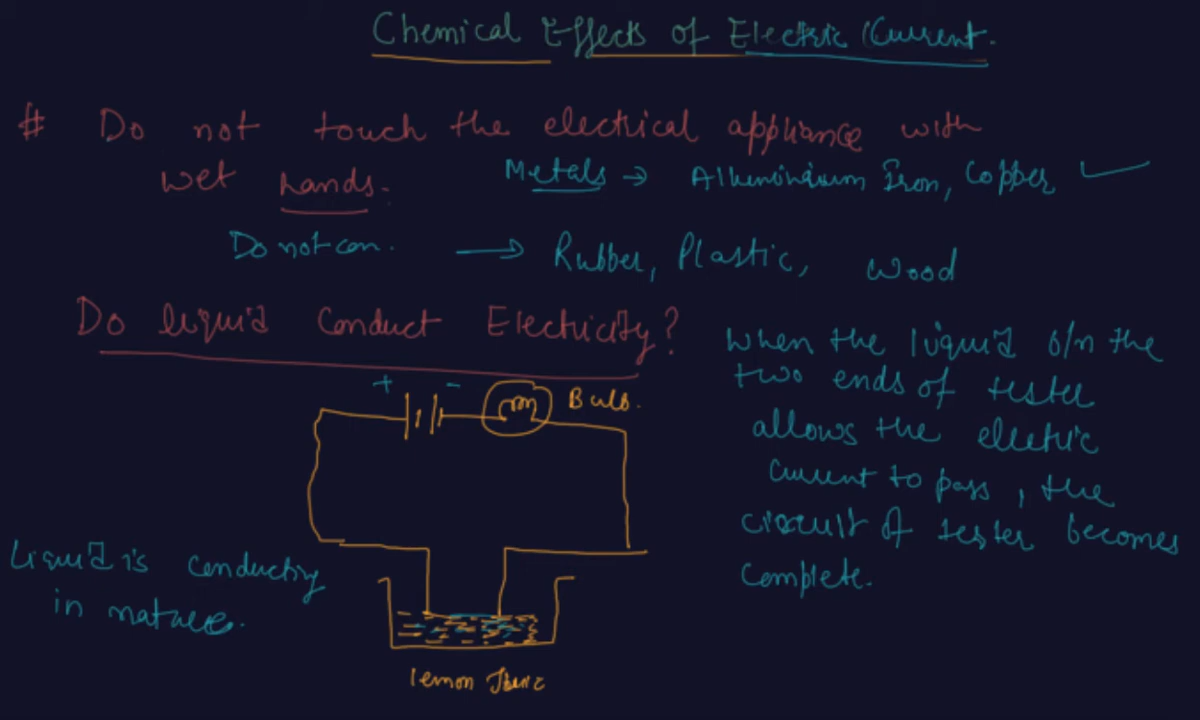 Chemical Effects of Electric Current.
# Do not touch the electrical appliance with
wet hands.
Metals → Iron, Copper
Do not con. → Rubber, Plastic, Wood
Do liquid Conduct Electricity?
When the liquid b/n the
two ends of tester
allows the electric
current to pass, the
circuit of tester becomes
complete.
+ - Bulb.
Liquid is conducting
in nature.
lemon